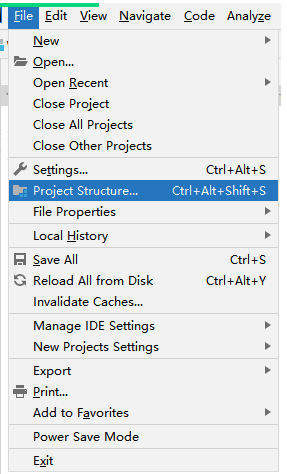 File Edit View Navigate Code Analyze
New
Open...
Open Recent
Close Project
Close All Projects
Close Other Projects
Settings... Ctrl+Alt+S
Project Structure... Ctrl+Alt+Shift+S
File Properties
Local History
Save All Ctrl+S
Reload All from Disk Ctrl+Alt+Y
Invalidate Caches...
Manage IDE Settings
New Projects Settings
Export
Print...
Add to Favorites
Power Save Mode
Exit